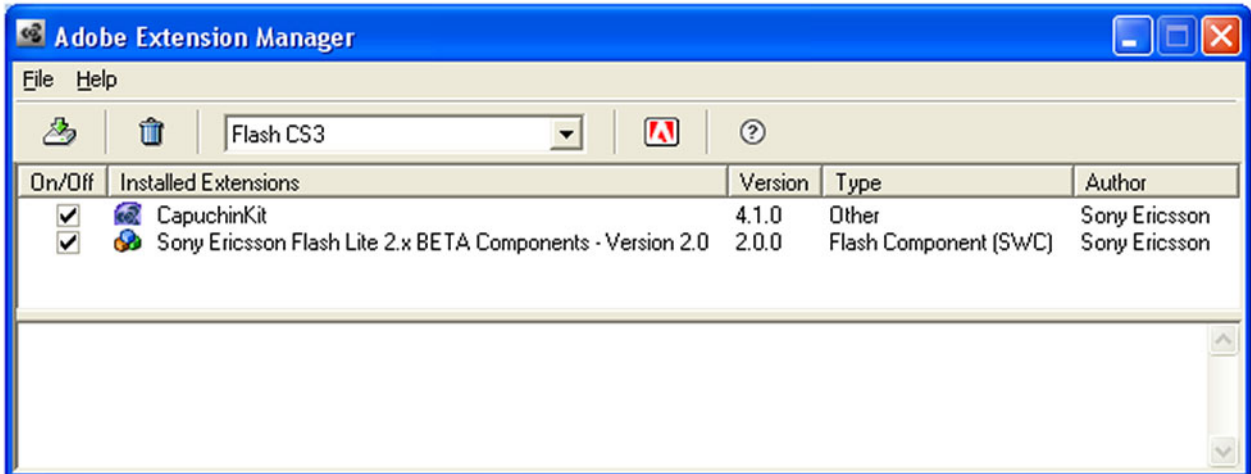 Adobe Extension Manager
File Help
Flash CS3
On/Off Installed Extensions Version Type Author
CapuchinKit 4.1.0 Other Sony Ericsson
Sony Ericsson Flash Lite 2.x BETA Components - Version 2.0 2.0.0 Flash Component (SWC) Sony Ericsson